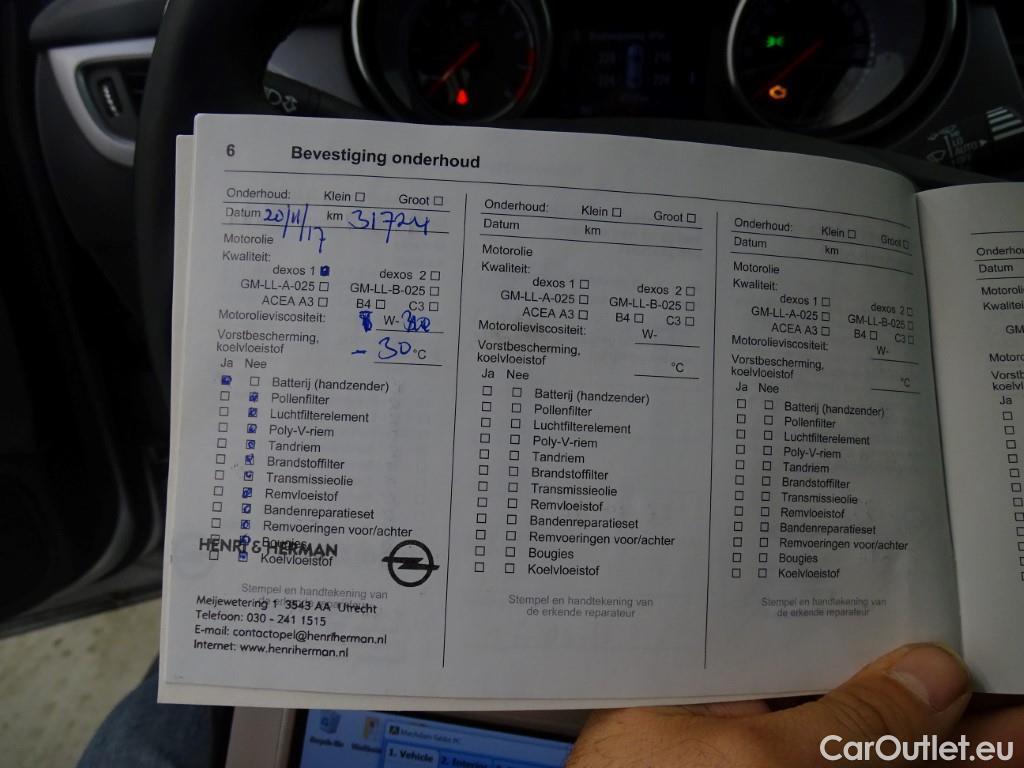 6 Bevestiging onderhoud
Onderhoud: Klein ☐ Groot ☐
Datum 20/11/17 km 31724
Motorolie
Kwaliteit:
dexos 1 ☒ dexos 2 ☐
GM-LL-A-025 ☐ GM-LL-B-025 ☐
ACEA A3 ☐ B4 ☐ C3 ☐
Motorolieviscositeit: W-
Vorstbescherming,
koelvloeistof - 30 °C
Ja Nee
Batterij (handzender)
Pollenfilter
Luchtfilterelement
Poly-V-riem
Tandriem
Brandstoffilter
Transmissieolie
Remvloeistof
Bandenreparatieset
Remvoeringen voor/achter
Bougies
Koelvloeistof
HENRI & HERMAN
Stempel en handtekening van
de erkende reparateur
Meijewetering 1 3543 AA Utrecht
Telefoon: 030 - 241 1515
E-mail: contactopel@henriherman.nl
Internet: www.henriherman.nl
Onderhoud: Klein ☐ Groot ☐
Datum km
Motorolie
Kwaliteit:
dexos 1 ☐ dexos 2 ☐
GM-LL-A-025 ☐ GM-LL-B-025 ☐
ACEA A3 ☐ B4 ☐ C3 ☐
Motorolieviscositeit: W-
Vorstbescherming,
koelvloeistof °C
Ja Nee
Batterij (handzender)
Pollenfilter
Luchtfilterelement
Poly-V-riem
Tandriem
Brandstoffilter
Transmissieolie
Remvloeistof
Bandenreparatieset
Remvoeringen voor/achter
Bougies
Koelvloeistof
Stempel en handtekening van
de erkende reparateur
Onderhoud: Klein ☐ Groot ☐
Datum km
Motorolie
Kwaliteit:
dexos 1 ☐ dexos 2 ☐
GM-LL-A-025 ☐ GM-LL-B-025 ☐
ACEA A3 ☐ B4 ☐ C3 ☐
Motorolieviscositeit: W-
Vorstbescherming,
koelvloeistof °C
Ja Nee
Batterij (handzender)
Pollenfilter
Luchtfilterelement
Poly-V-riem
Tandriem
Brandstoffilter
Transmissieolie
Remvloeistof
Bandenreparatieset
Remvoeringen voor/achter
Bougies
Koelvloeistof
Stempel en handtekening van
de erkende reparateur
Datum
Ja
1. Vehicle
CarOutlet.eu